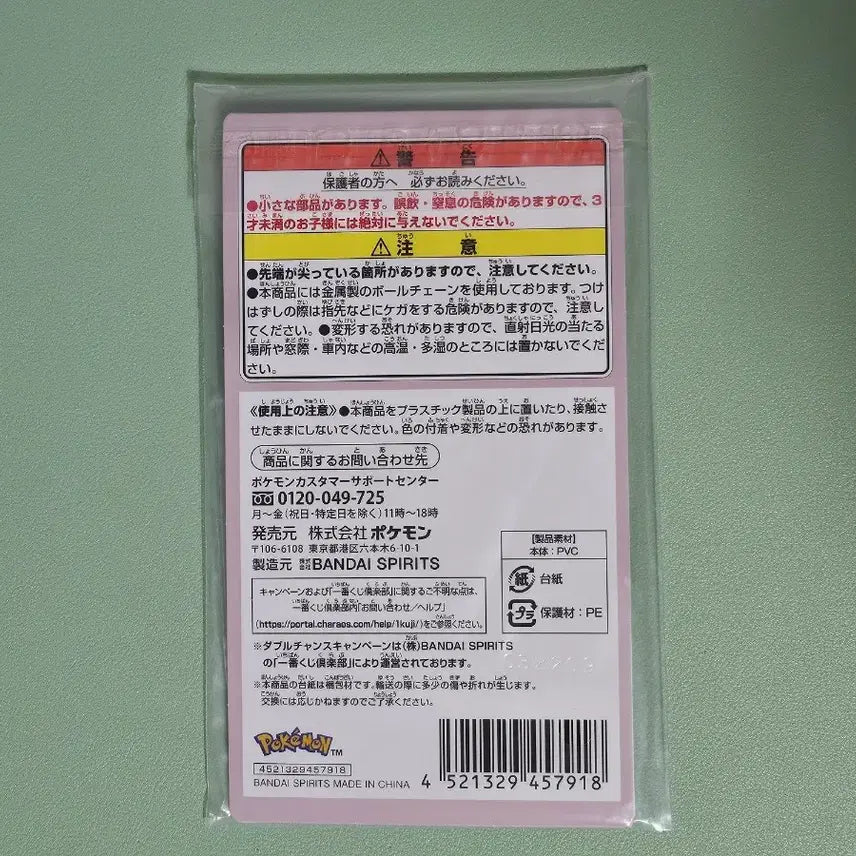 ⚠警告
保護者の方へ 必ずお読みください。
●小さな部品があります。誤飲・窒息の危険がありますので、3
才未満のお子様には絶対に与えないでください。
⚠注意
●先端が尖っている箇所がありますので、注意してください。
●本商品には金属製のボールチェーンを使用しております。つけ
はずしの際は指先などにケガをする危険がありますので、注意し
てください。●変形する恐れがありますので、直射日光の当たる
場所や窓際・車内などの高温・多湿のところには置かないでくださ
い。
《使用上の注意》●本商品をプラスチック製品の上に置いたり、接触さ
せたままにしないでください。色の付着や変形などの恐れがあります。
商品に関するお問い合わせ先
ポケモンカスタマーサポートセンター
0120-049-725
月〜金(祝日・特定日を除く)11時〜18時
発売元 株式会社ポケモン
〒106-6108 東京都港区六本木6-10-1
製造元 株式会社BANDAI SPIRITS
【製品素材】
本体：PVC
紙 台紙
プラ 保護材：PE
キャンペーンおよび「一番くじ倶楽部」に関するご不明な点は、
一番くじ倶楽部内「お問い合わせ／ヘルプ」
(https://portal.charaos.com/help/1kuji/)をご参照ください。
※ダブルチャンスキャンペーンは(株)BANDAI SPIRITS
の「一番くじ倶楽部」により運営されております。
※本商品の台紙は梱包材です。輸送の際に多少の傷や折れが生じます。
交換には応じかねますのでご了承ください。
POKéMON TM
4521329457918
BANDAI SPIRITS MADE IN CHINA
4 521329 457918